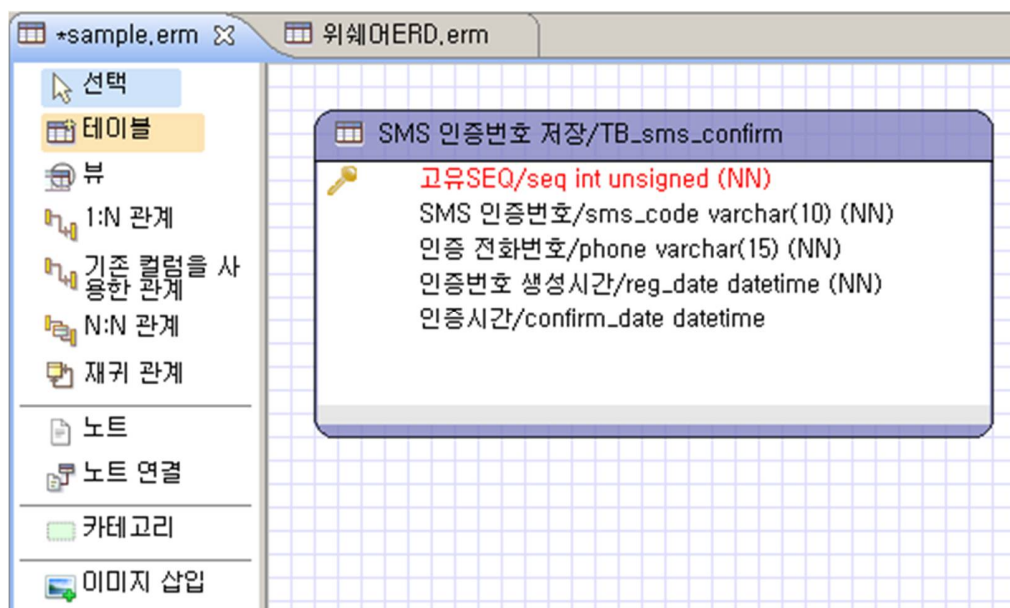 *sample.erm
위쉐어ERD.erm
선택
테이블
뷰
1:N 관계
기존 컬럼을 사
용한 관계
N:N 관계
재귀 관계
노트
노트 연결
카테고리
이미지 삽입
SMS 인증번호 저장/TB_sms_confirm
고유SEQ/seq int unsigned (NN)
SMS 인증번호/sms_code varchar(10) (NN)
인증 전화번호/phone varchar(15) (NN)
인증번호 생성시간/reg_date datetime (NN)
인증시간/confirm_date datetime